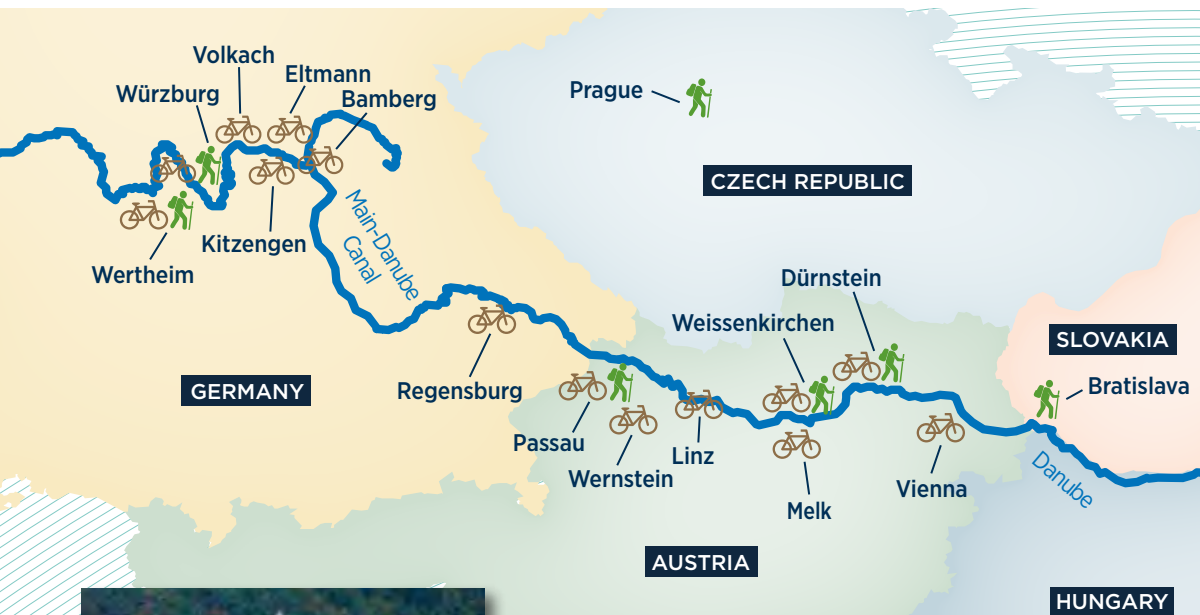 Volkach
Eltmann
Würzburg
Bamberg
Prague
CZECH REPUBLIC
Kitzengen
Wertheim
Main-Danube
Canal
Dürnstein
Weissenkirchen
SLOVAKIA
GERMANY
Regensburg
Bratislava
Passau
Linz
Wernstein
Vienna
Danube
Melk
AUSTRIA
HUNGARY